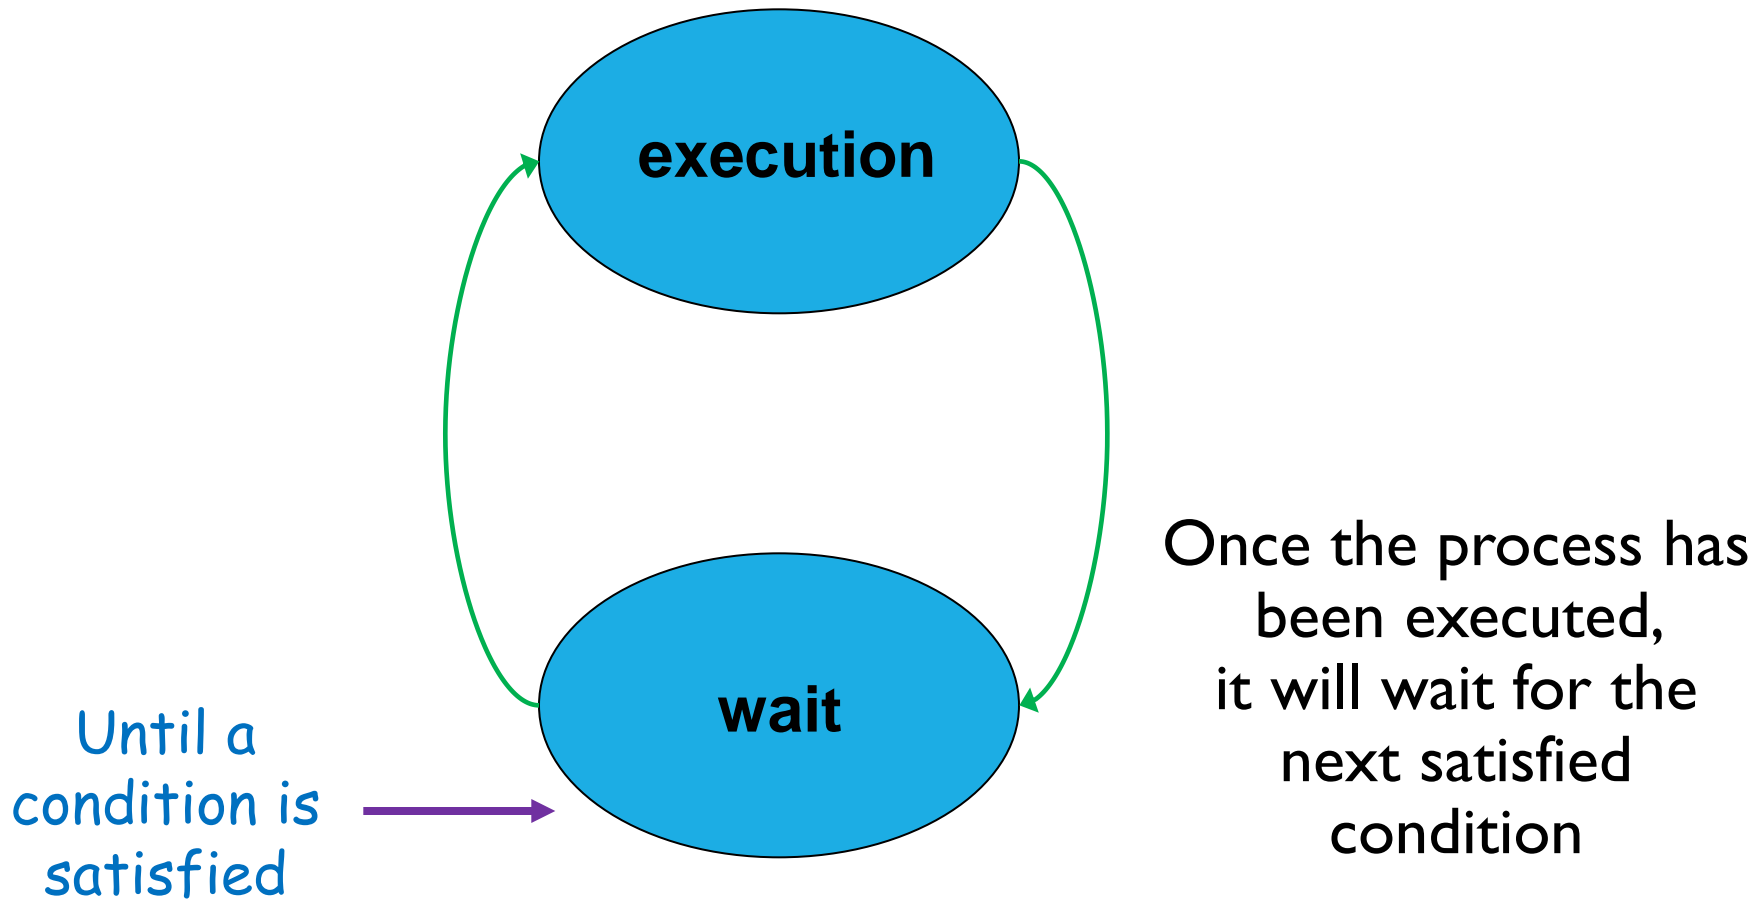 execution
wait
Until a
condition is
satisfied
Once the process has
been executed,
it will wait for the
next satisfied
condition